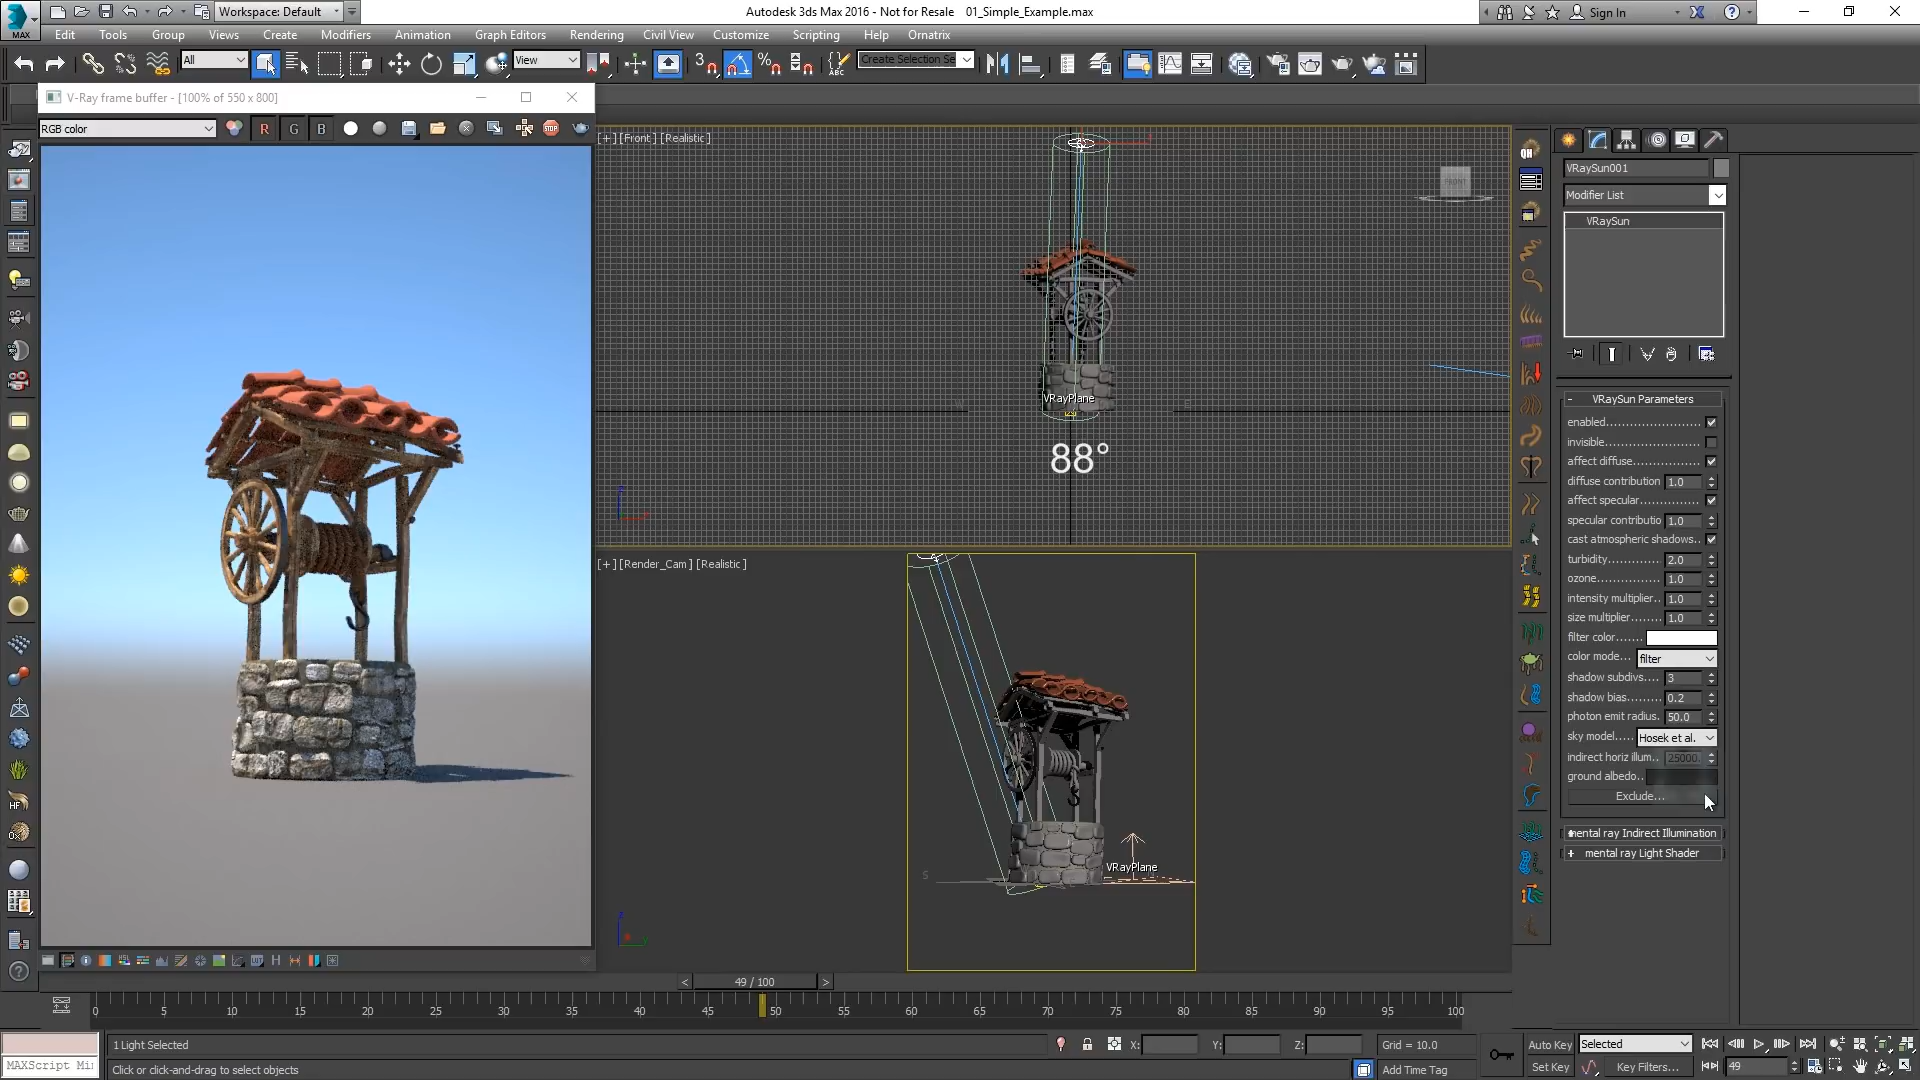 MAX
Workspace: Default
Autodesk 3ds Max 2016 - Not for Resale 01_Simple_Example.max
Sign In
Edit Tools Group Views Create Modifiers Animation Graph Editors Rendering Civil View Customize Scripting Help Ornatrix
All
View
3
Create Selection Se
V-Ray frame buffer - [100% of 550 x 800]
RGB color
R G B
STOP
[+] [Front] [Realistic]
FRONT
VRayPlane
W E
88°
[+] [Render_Cam] [Realistic]
VRayPlane
S
VRaySun001
Modifier List
VRaySun
- VRaySun Parameters
enabled
invisible
affect diffuse
diffuse contribution 1.0
affect specular
specular contributio 1.0
cast atmospheric shadows
turbidity 2.0
ozone 1.0
intensity multiplier 1.0
size multiplier 1.0
filter color
color mode filter
shadow subdivs 3
shadow bias 0.2
photon emit radius 50.0
sky model Hosek et al.
indirect horiz illum 25000.
ground albedo
Exclude...
mental ray Indirect Illumination
+ mental ray Light Shader
QH
HF
H
< 49 / 100 >
0 5 10 15 20 25 30 35 40 45 50 55 60 65 70 75 80 85 90 95 100
1 Light Selected
X: Y: Z:
Grid = 10.0
Auto Key Selected
MAXScript Mi
Click or click-and-drag to select objects
Add Time Tag
Set Key Key Filters...
49